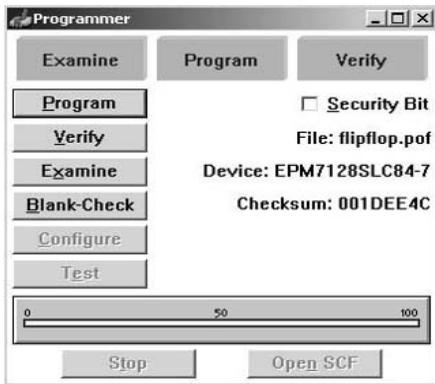 Programmer
Examine Program Verify
Program
Security Bit
Verify
File: flipflop.pof
Examine
Device: EPM7128SLC84-7
Blank-Check
Checksum: 001DEE4C
Configure
Test
0 50 100
Stop Open SCF